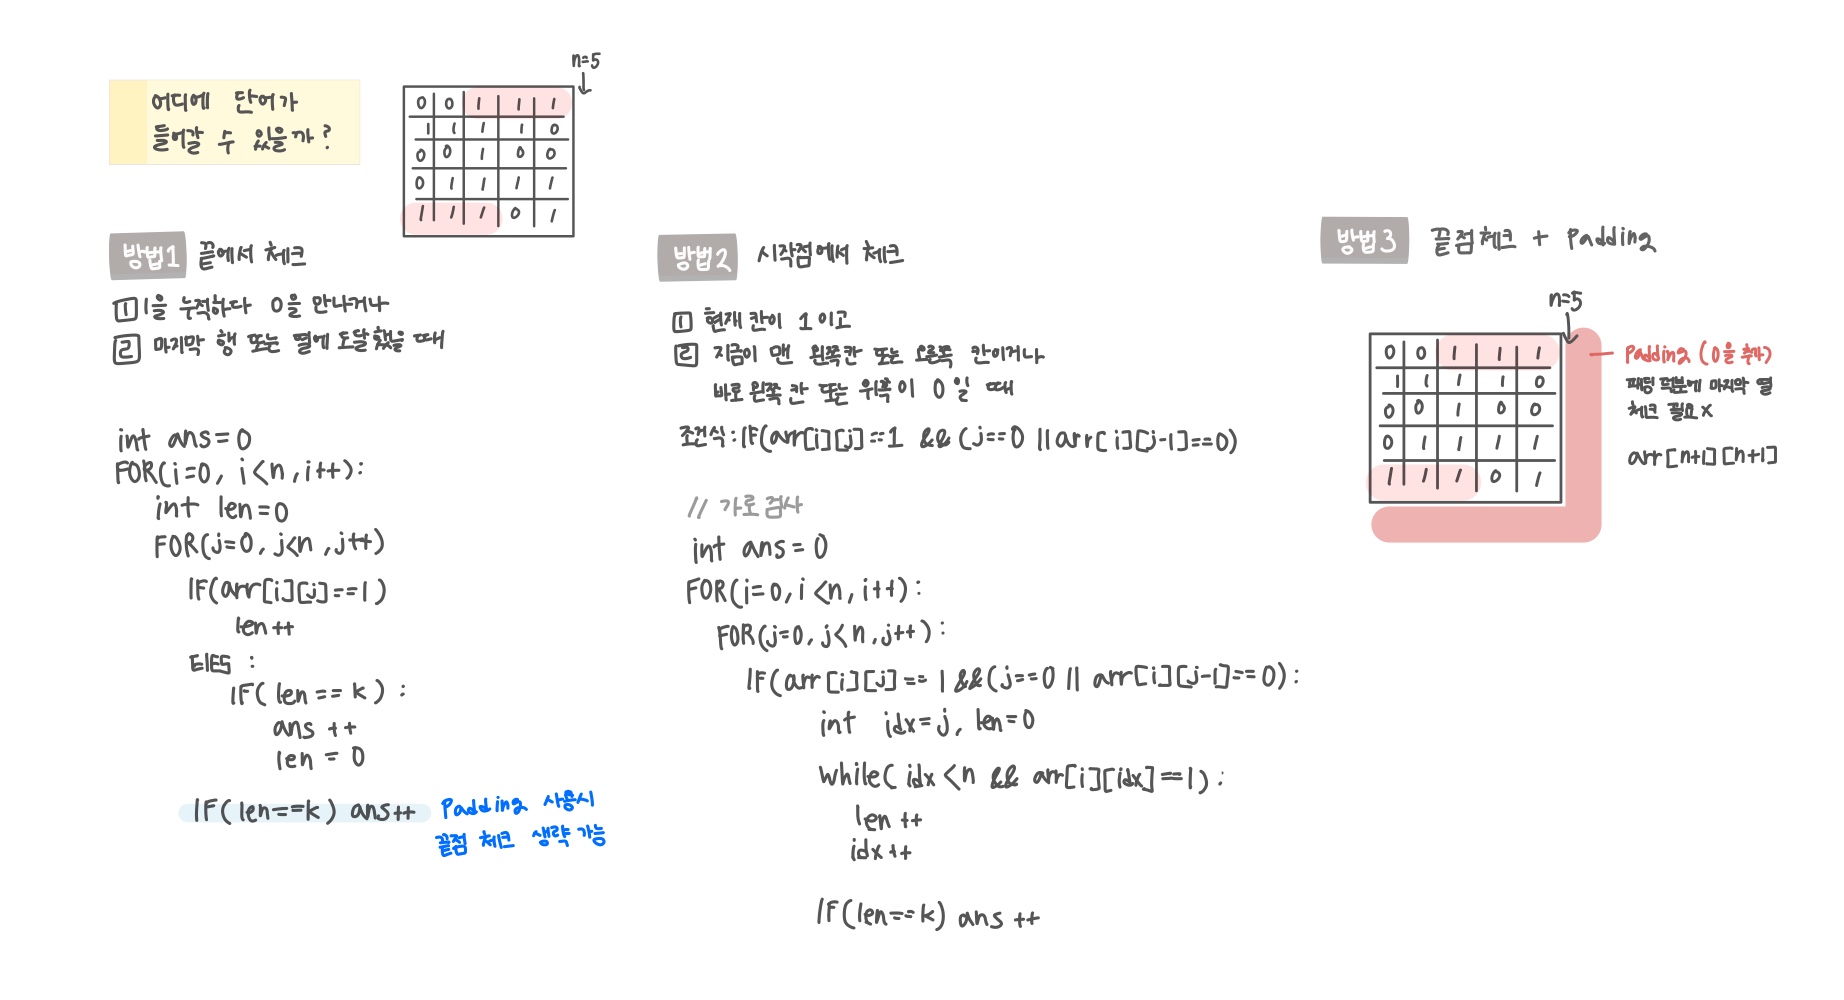 어디에 단어가
들어갈 수 있을까?
n=5
0 0 1 1 1
1 1 1 1 0
0 0 1 0 0
0 1 1 1 1
1 1 1 0 1
방법1 끝에서 체크
1 1을 누적하다 0을 만나거나
2 마지막 행 또는 열에 도달했을 때
int ans=0
FOR(i=0, i<n, i++):
int len=0
FOR(j=0, j<n, j++)
IF(arr[i][j]==1)
len++
ElES :
IF(len==k):
ans ++
len = 0
IF(len==k) ans++
Padding 사용시
끝점 체크 생략 가능
방법2 시작점에서 체크
1 현재 칸이 1이고
2 지금이 맨 왼쪽칸 또는 오른쪽 칸이거나
바로 왼쪽 칸 또는 위쪽이 0일 때
조건식: IF(arr[i][j]==1 && (j==0 || arr[i][j-1]==0)
// 가로검사
int ans=0
FOR(i=0, i<n, i++):
FOR(j=0, j<n, j++):
IF(arr[i][j]==1 && (j==0 || arr[i][j-1]==0):
int idx=j, len=0
while( idx<n && arr[i][idx]==1):
len ++
idx++
IF(len==k) ans ++
방법3 끝점체크 + Padding
n=5
0 0 1 1 1
1 1 1 1 0
0 0 1 0 0
0 1 1 1 1
1 1 1 0 1
Padding (0을 추가)
패딩 덕분에 마지막 열
체크 필요X
arr[n+1][n+1]